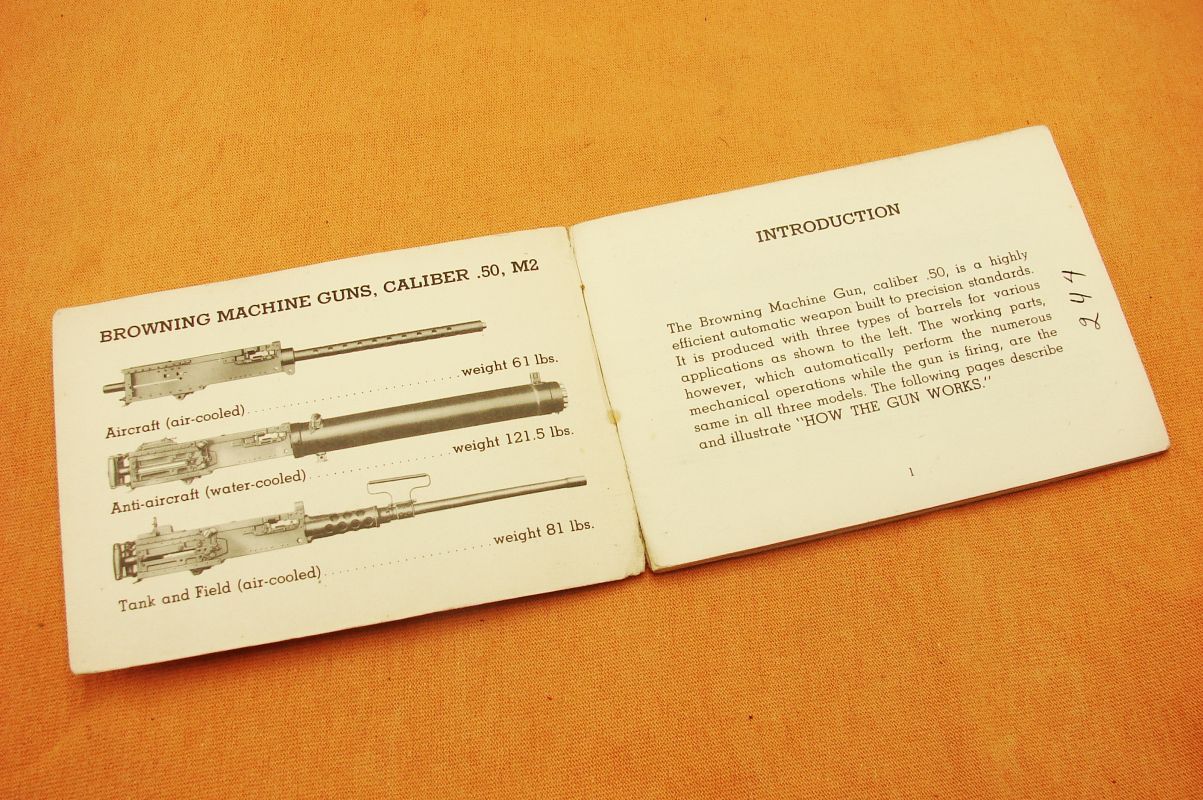 BROWNING MACHINE GUNS, CALIBER .50, M2
Aircraft (air-cooled) . . . . . . . . . . . . . . . . . . . . . . . . . . . . . . weight 61 lbs.
Anti-aircraft (water-cooled) . . . . . . . . . . . . . . . . . . . . weight 121.5 lbs.
Tank and Field (air-cooled) . . . . . . . . . . . . . . . . . . . . . . . . weight 81 lbs.
INTRODUCTION
The Browning Machine Gun, caliber .50, is a highly
efficient automatic weapon built to precision standards.
It is produced with three types of barrels for various
applications as shown to the left. The working parts,
however, which automatically perform the numerous
mechanical operations while the gun is firing, are the
same in all three models. The following pages describe
and illustrate "HOW THE GUN WORKS."
1
244